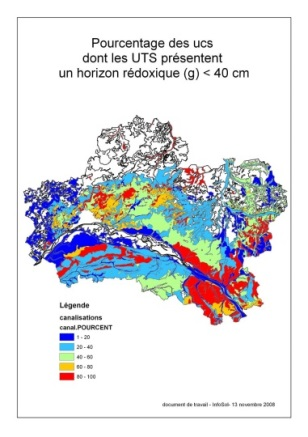 Pourcentage des ucs
dont les UTS présentent
un horizon rédoxique (g) < 40 cm
Légende
canalisations
canal.POURCENT
1 - 20
20 - 40
40 - 60
60 - 80
80 - 100
document de travail - InfoSol- 13 novembre 2008